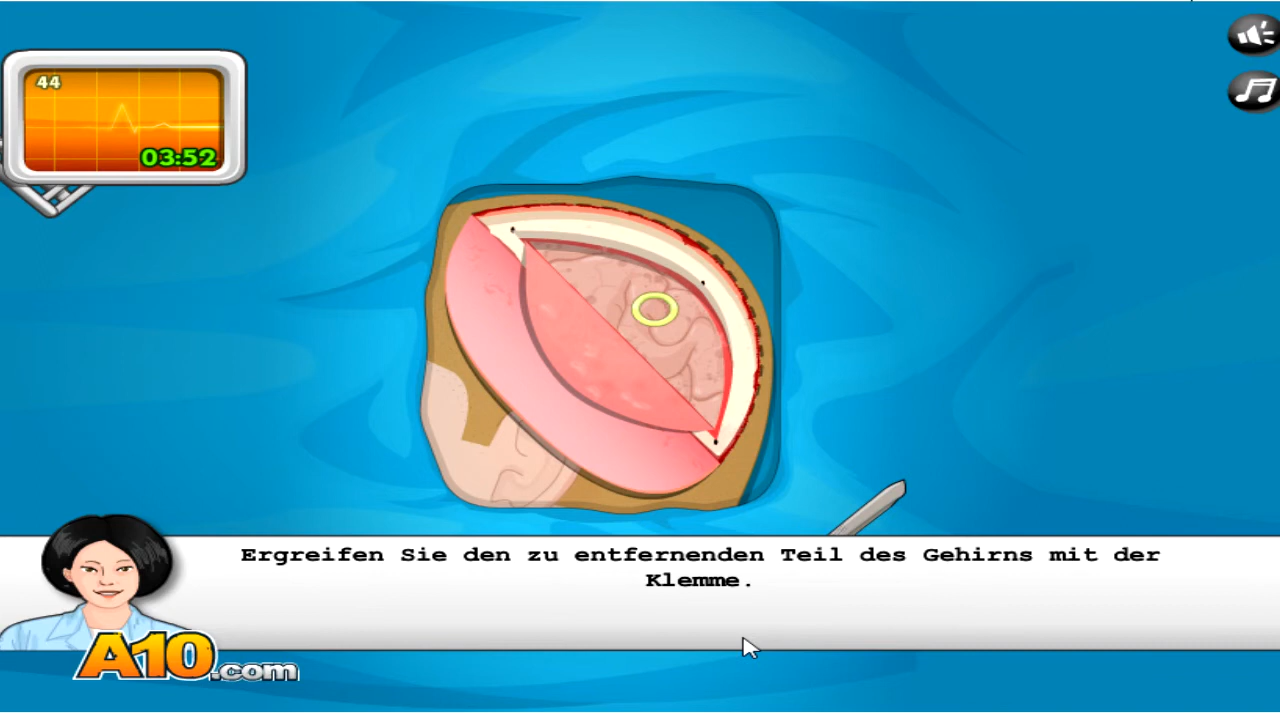 44
03:52
Ergreifen Sie den zu entfernenden Teil des Gehirns mit der
Klemme.
A10.com